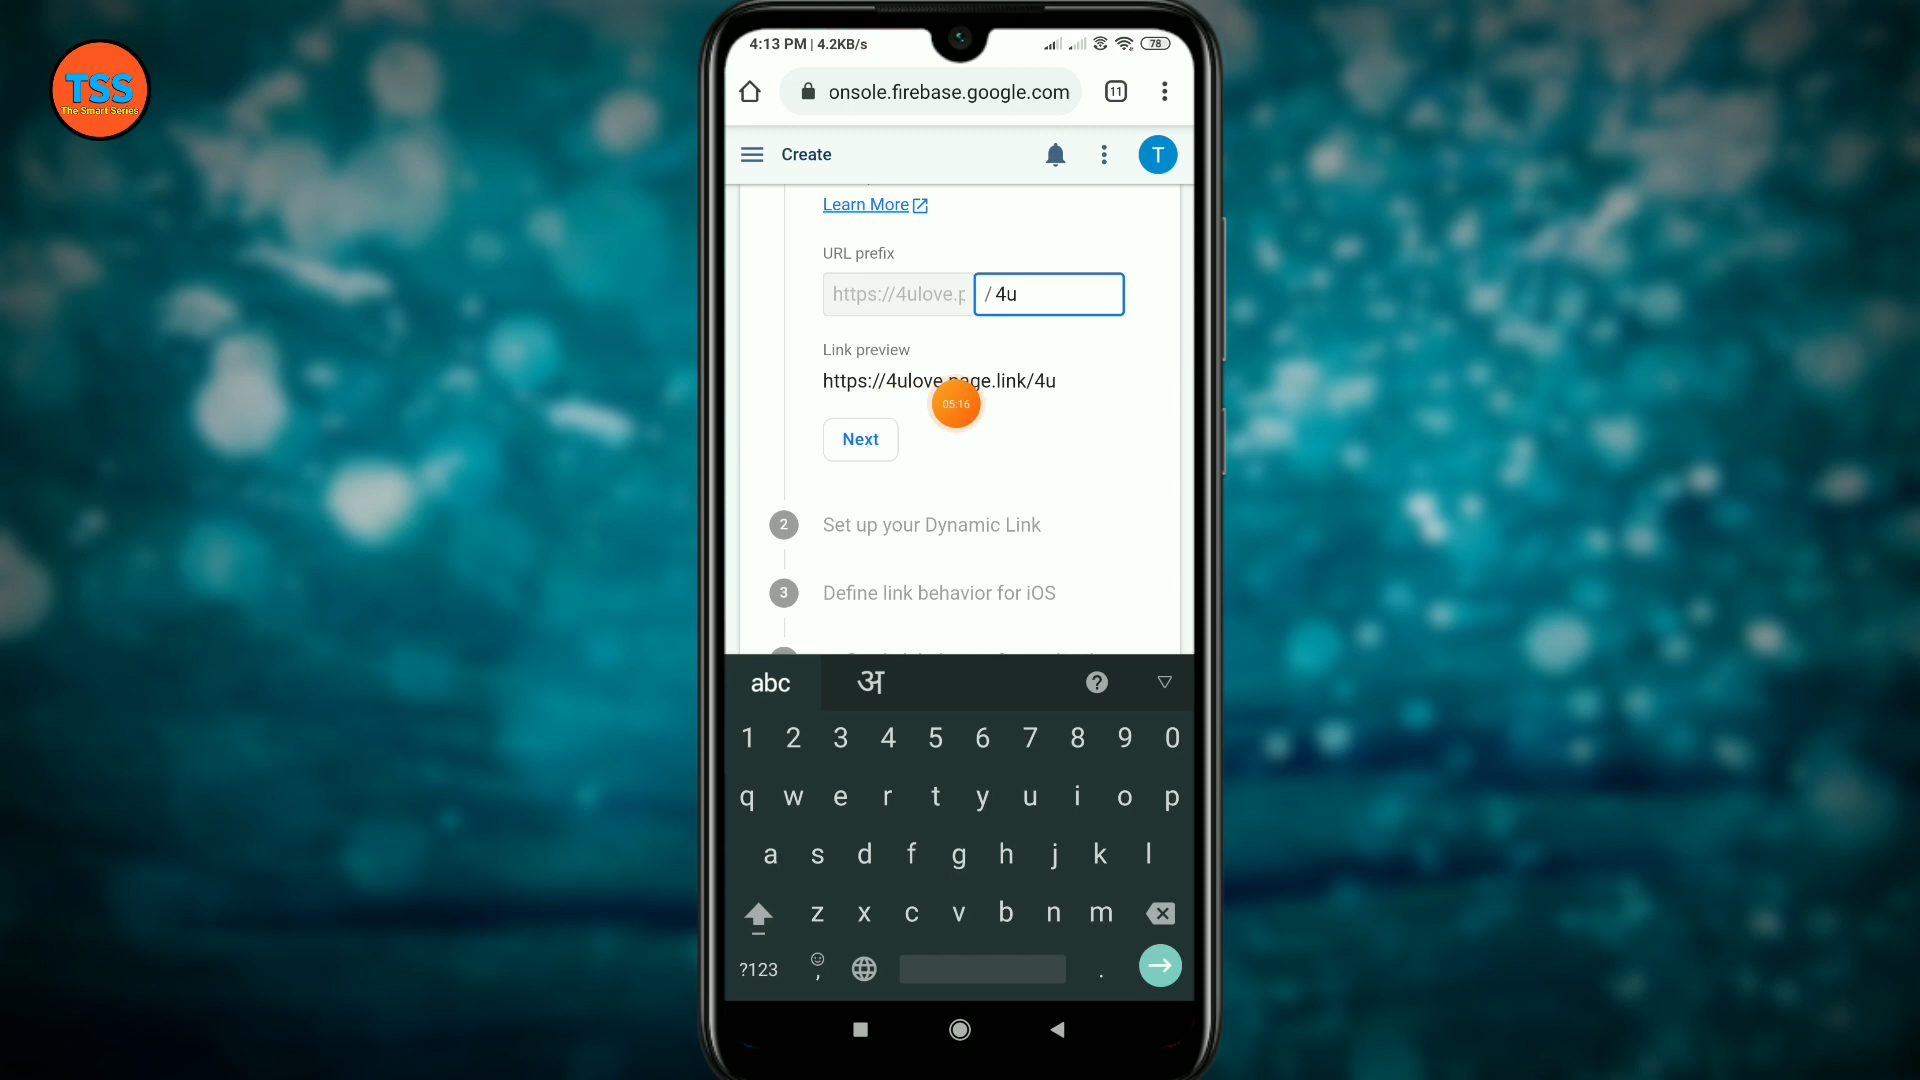 TSS
The Smart Series
4:13 PM | 4.2KB/s
78
onsole.firebase.google.com
11
Create
T
Learn More
URL prefix
https://4ulove.p
/ 4u
Link preview
https://4ulove.page.link/4u
05:16
Next
2 Set up your Dynamic Link
3 Define link behavior for iOS
abc अ ?
1 2 3 4 5 6 7 8 9 0
q w e r t y u i o p
a s d f g h j k l
z x c v b n m
?123 , .